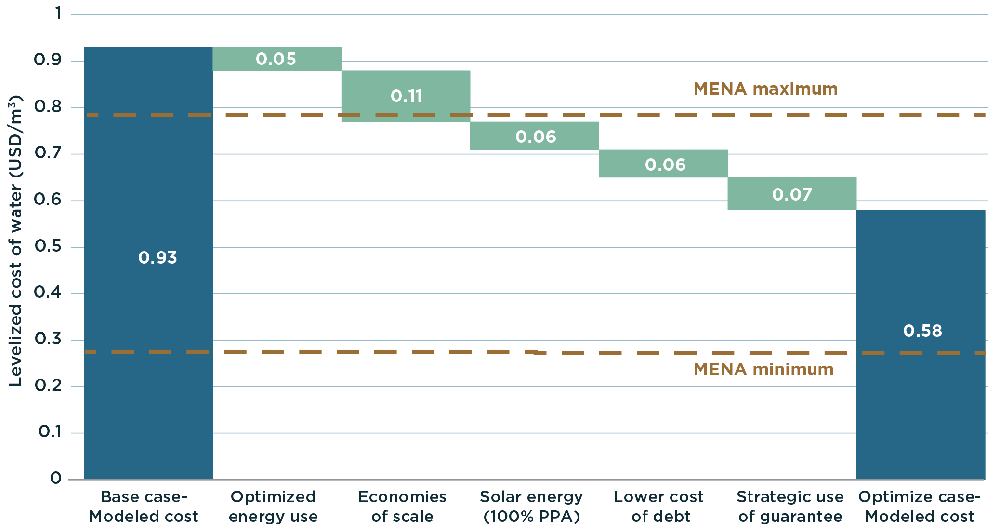 Levelized cost of water (USD/m³)
1
0.9
0.8
0.7
0.6
0.5
0.4
0.3
0.2
0.1
0
0.93
0.05
0.11
0.06
0.06
0.07
0.58
MENA maximum
MENA minimum
Base case-
Modeled cost
Optimized
energy use
Economies
of scale
Solar energy
(100% PPA)
Lower cost
of debt
Strategic use
of guarantee
Optimize case-
Modeled cost